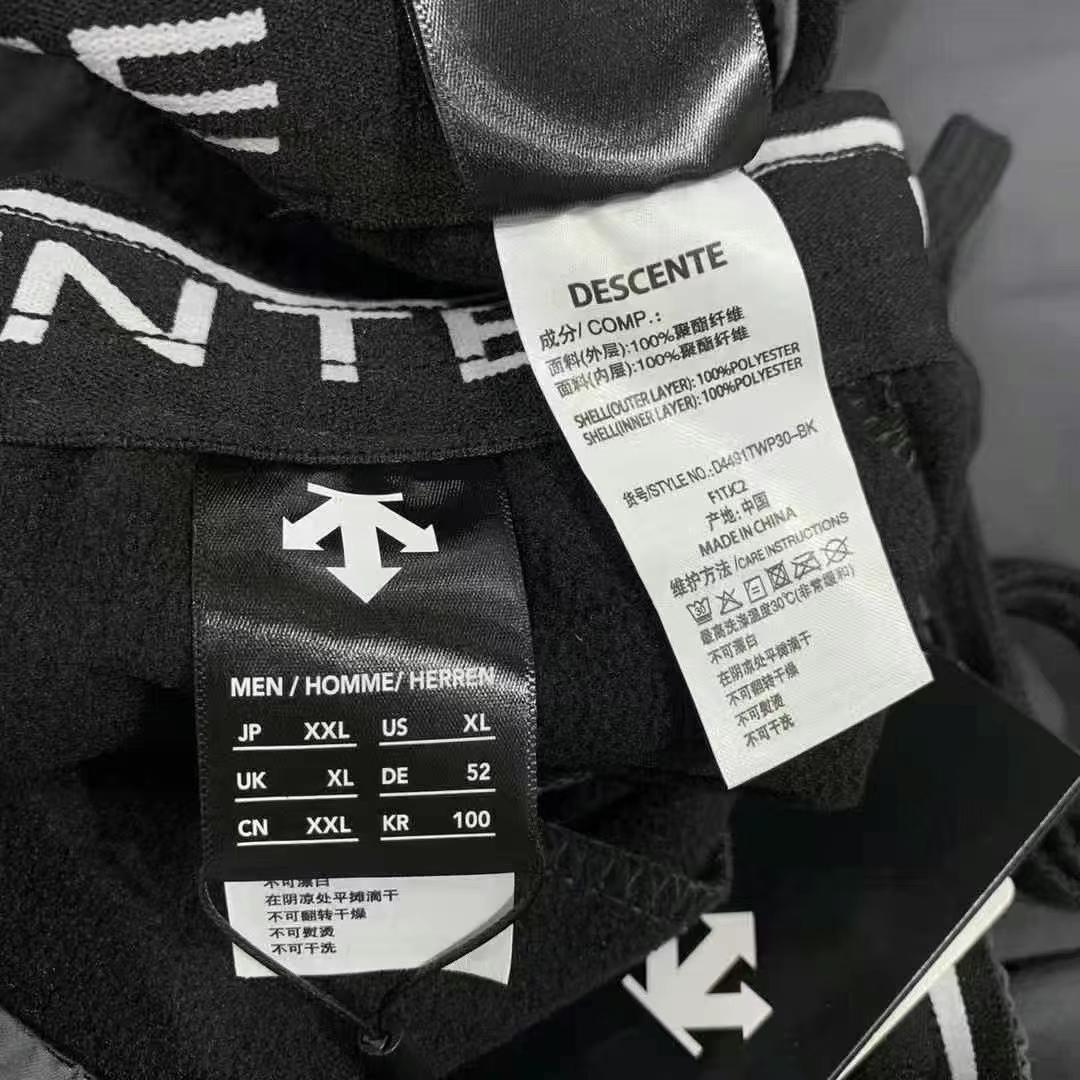 DESCENTE
成分/ COMP.:
面料(外层):100%聚酯纤维
面料(内层):100%聚酯纤维
SHELL(OUTER LAYER): 100%POLYESTER
SHELL(INNER LAYER): 100%POLYESTER
货号/STYLE NO.:D4491TWP30-BK
F1TJC2
产地: 中国
MADE IN CHINA
维护方法 /CARE INSTRUCTIONS
30
最高洗涤温度30℃(非常缓和)
不可漂白
在阴凉处平摊滴干
不可翻转干燥
不可熨烫
不可干洗
NTE
MEN / HOMME/ HERREN
JP XXL US XL
UK XL DE 52
CN XXL KR 100
不可漂白
在阴凉处平摊滴干
不可翻转干燥
不可熨烫
不可干洗